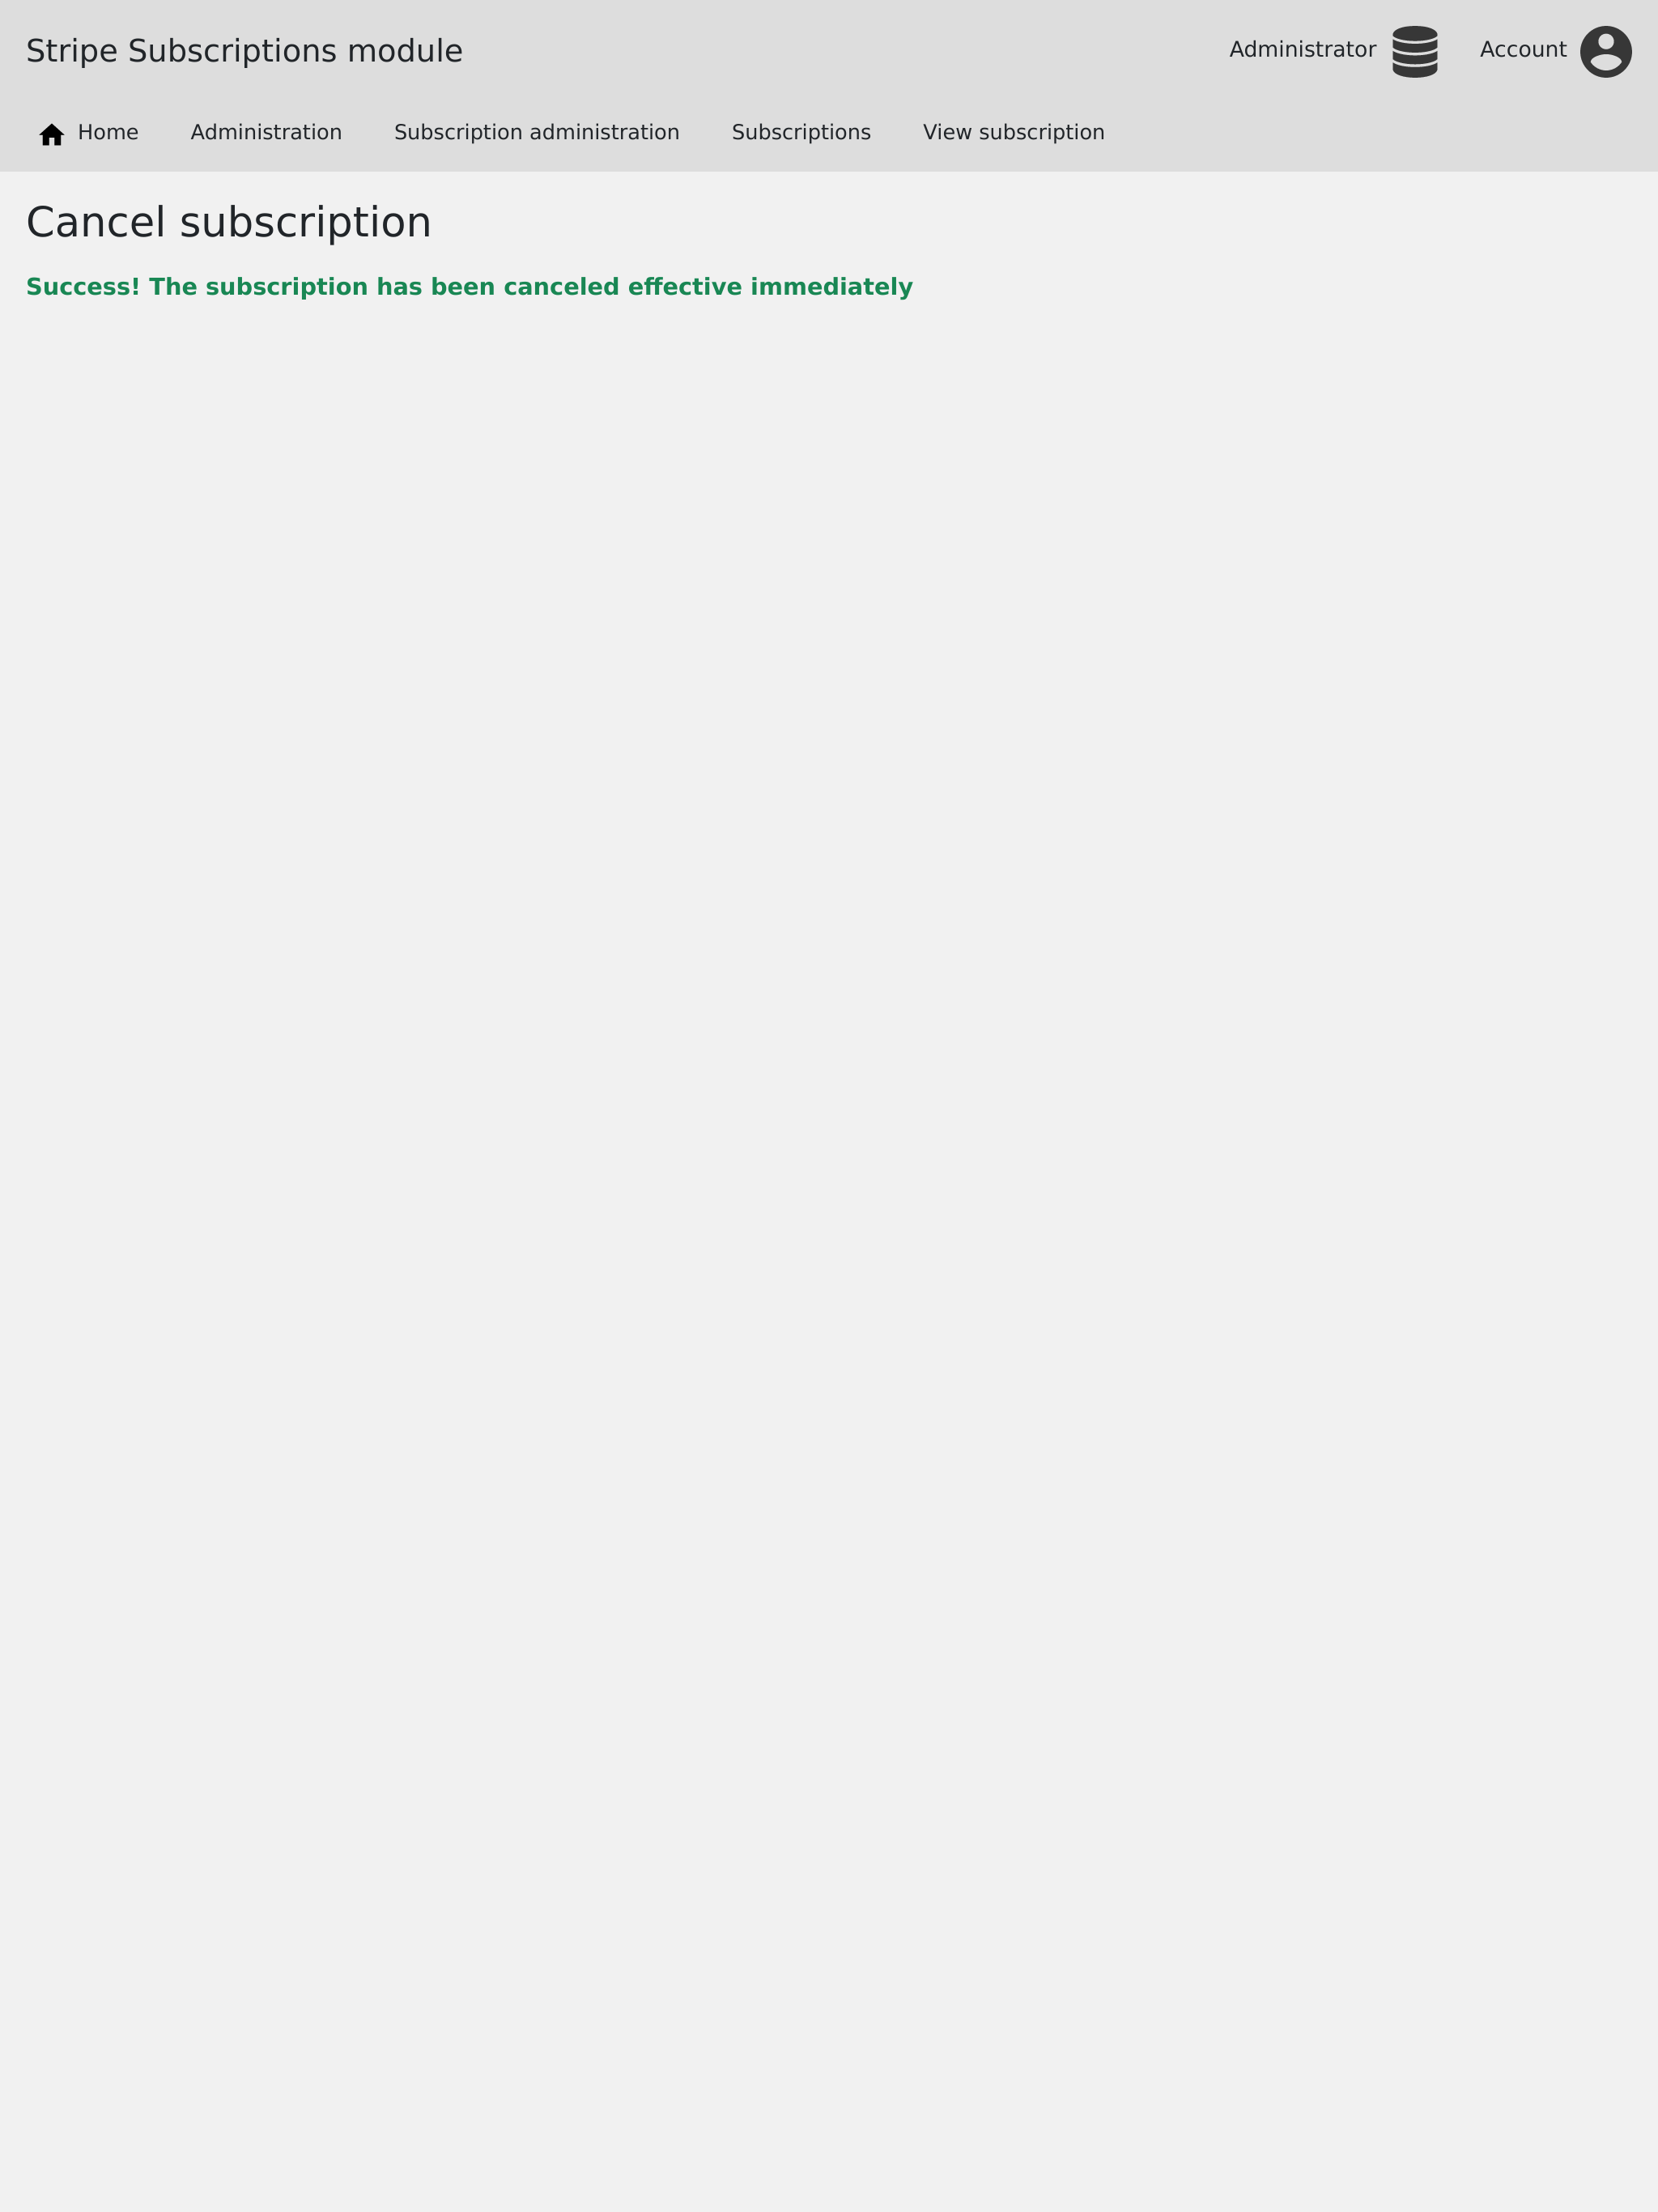 Stripe Subscriptions module
Administrator
Account
Home
Administration
Subscription administration
Subscriptions
View subscription
Cancel subscription
Success! The subscription has been canceled effective immediately